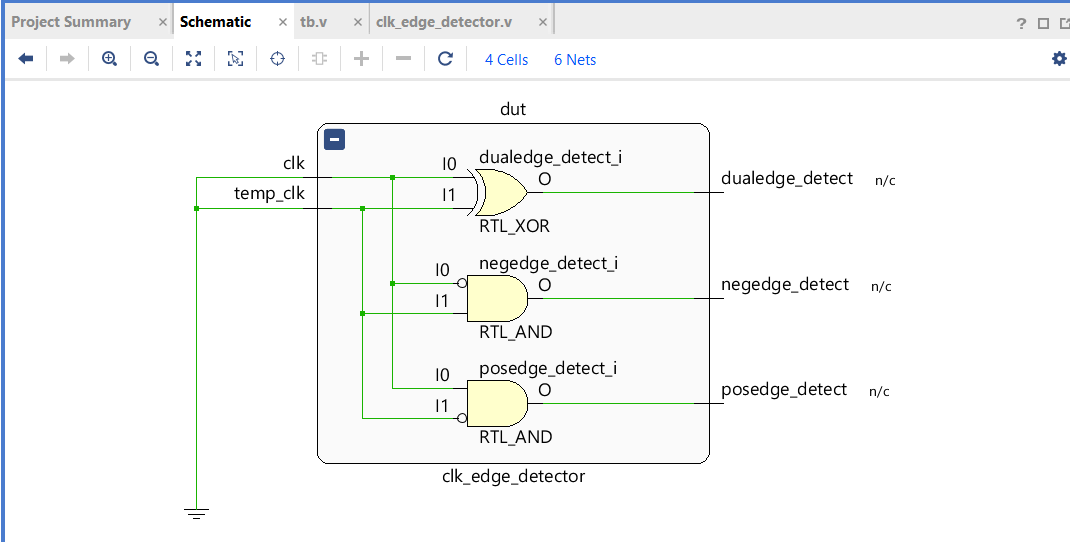 Project Summary × Schematic × tb.v × clk_edge_detector.v × ?
4 Cells 6 Nets
dut
clk I0 dualedge_detect_i
O dualedge_detect n/c
temp_clk I1
RTL_XOR
I0 negedge_detect_i
O negedge_detect n/c
I1
RTL_AND
I0 posedge_detect_i
O posedge_detect n/c
I1
RTL_AND
clk_edge_detector